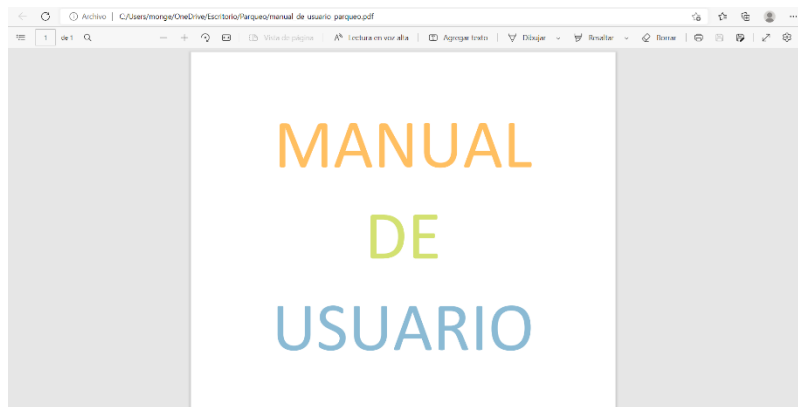 Archivo | C:/Users/monge/OneDrive/Escritorio/Parqueo/manual de usuario parqueo.pdf
1 de 1 Vista de página Lectura en voz alta Agregar texto Dibujar Resaltar Borrar
MANUAL
DE
USUARIO